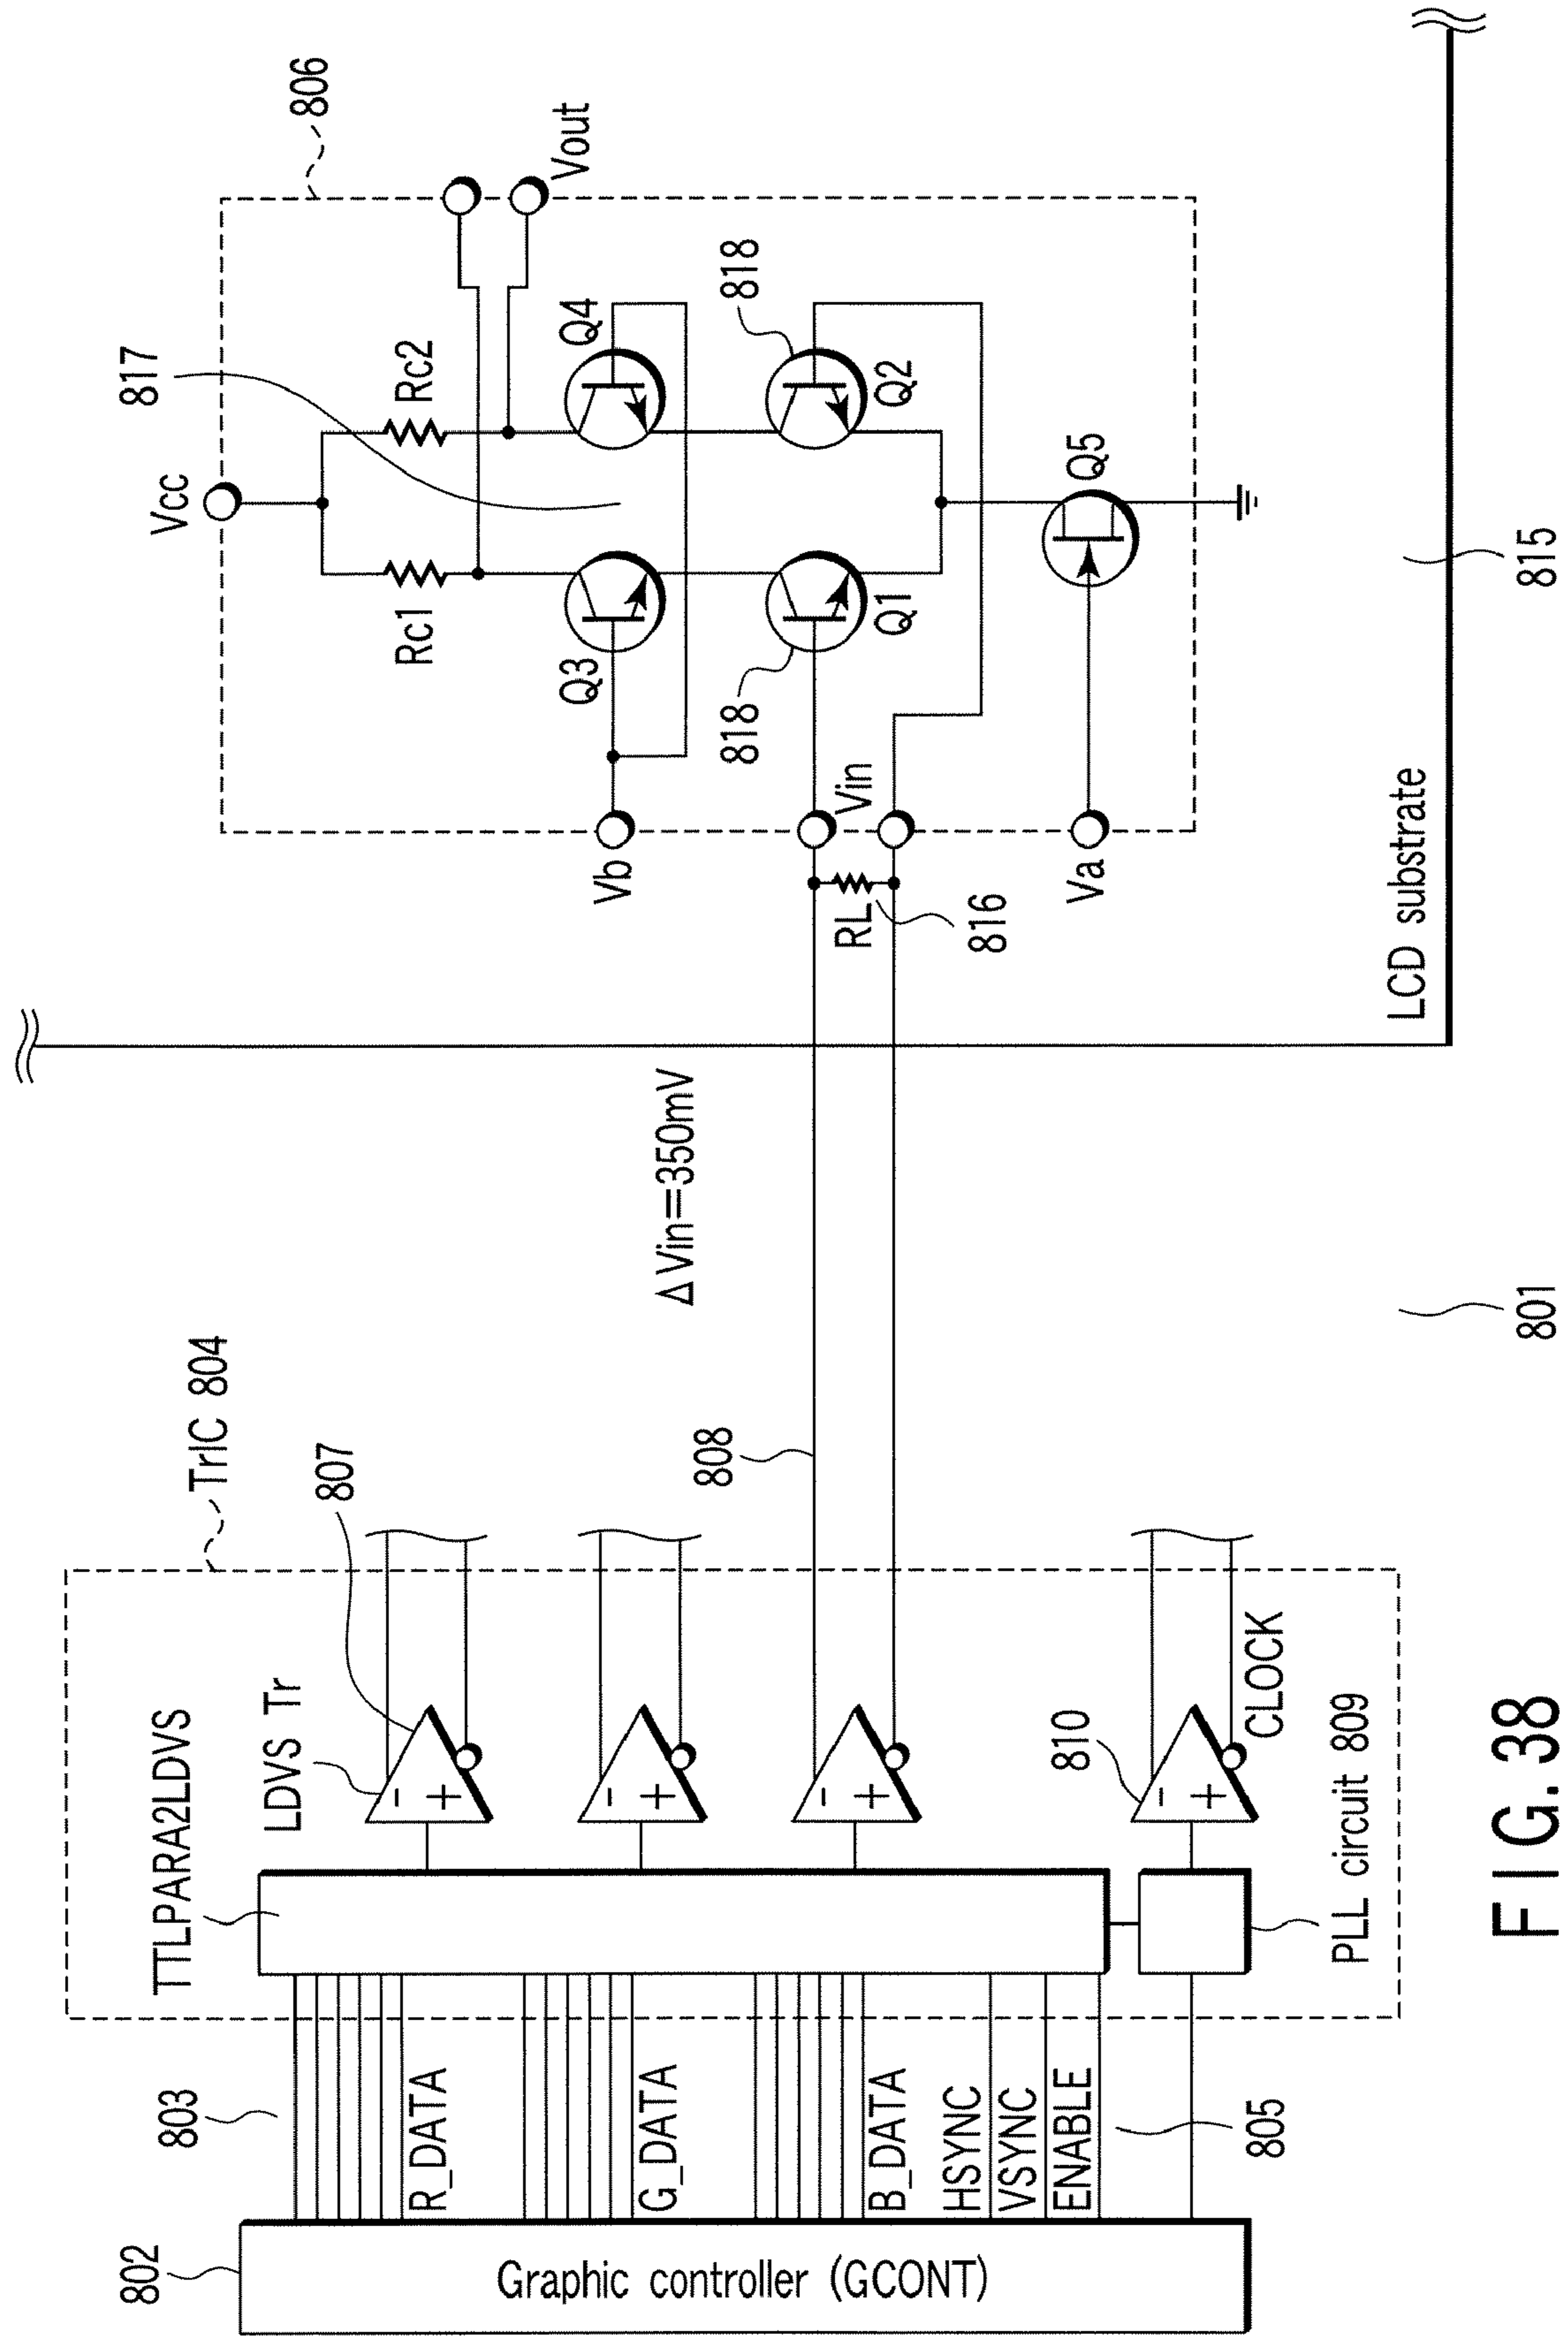 802
Graphic controller (GCONT)
803
R_DATA
G_DATA
B_DATA
HSYNC
VSYNC
ENABLE
805
TTLPARA2LDVS
LDVS Tr
807
TrIC 804
-
+
-
+
-
+
810
-
+
CLOCK
PLL circuit 809
808
ΔVin=350mV
801
RL
816
Vb
Vin
Va
806
Vcc
817
Rc1
Rc2
Vout
Q3
Q4
818
818
Q1
Q2
Q5
LCD substrate
815
FIG. 38